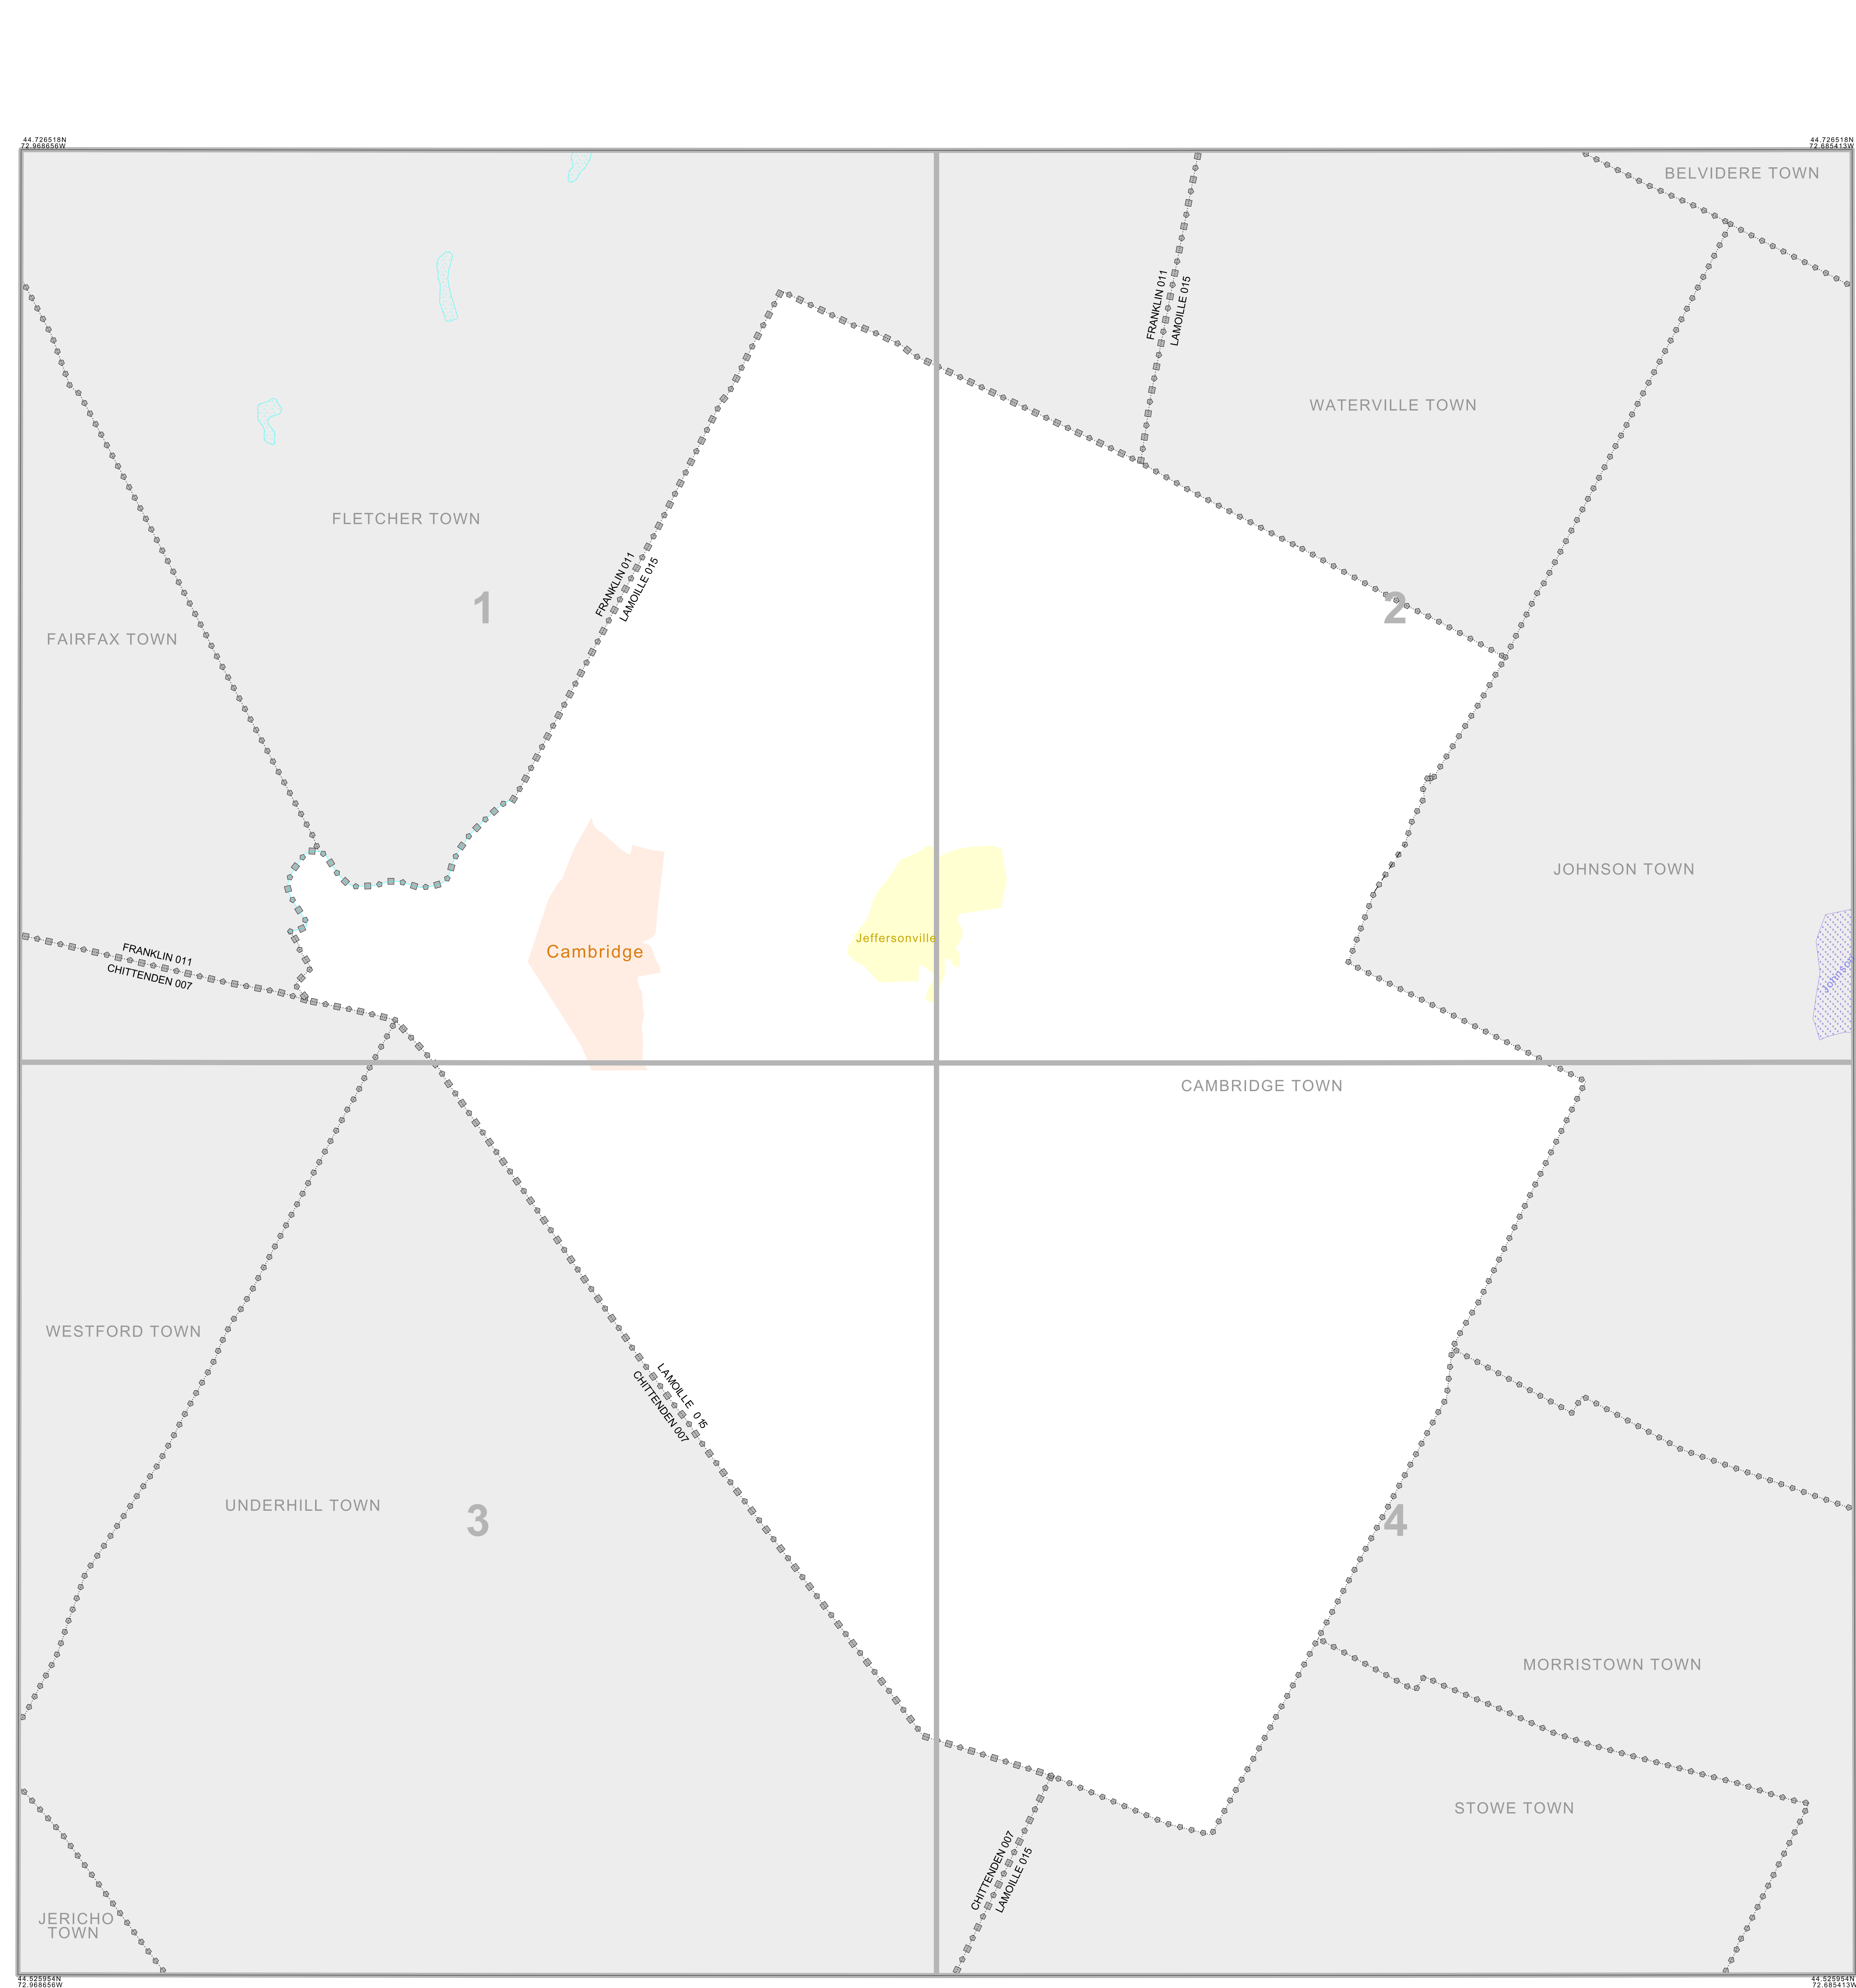 44.726518N
72.968656W
44.726518N
72.685413W
BELVIDERE TOWN
FRANKLIN 011
LAMOILLE 015
WATERVILLE TOWN
FLETCHER TOWN
FRANKLIN 011
LAMOILLE 015
1
2
FAIRFAX TOWN
JOHNSON TOWN
Jeffersonville
Cambridge
FRANKLIN 011
CHITTENDEN 007
Johnson
CAMBRIDGE TOWN
WESTFORD TOWN
LAMOILLE 015
CHITTENDEN 007
UNDERHILL TOWN
3
4
MORRISTOWN TOWN
STOWE TOWN
CHITTENDEN 007
LAMOILLE 015
JERICHO
TOWN
44.525954N
72.968656W
44.525954N
72.685413W